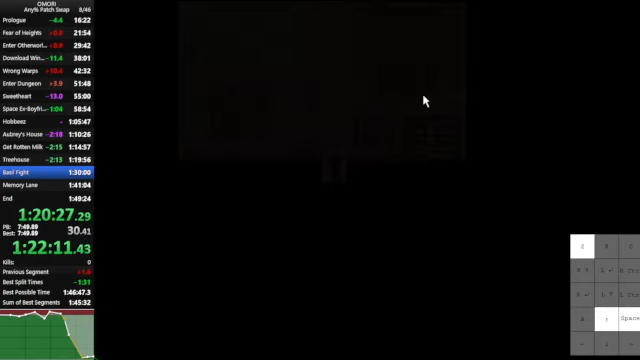 OMORI
Any% Patch Swap 8/46
Prologue -4.4 16:22
Fear of Heights +0.8 21:54
Enter Otherworl... +0.9 29:42
Download Win... -11.4 38:01
Wrong Warps +10.4 42:32
Enter Dungeon +3.9 51:48
Sweetheart -13.0 55:00
Space Ex-Boyfri... -1:04 58:54
Hobbeez - 1:05:47
Aubrey's House -2:18 1:10:26
Get Rotten Milk -2:15 1:14:57
Treehouse -2:13 1:19:56
Basil Fight 1:30:00
Memory Lane 1:41:04
End 1:49:24
1:20:27.29
PB: 7:49.89
Best: 7:49.89 30.41
1:22:11.43
Kills: 0
Previous Segment +1.6
Best Split Times -1:31
Best Possible Time 1:46:47.3
Sum of Best Segments 1:45:32
Space